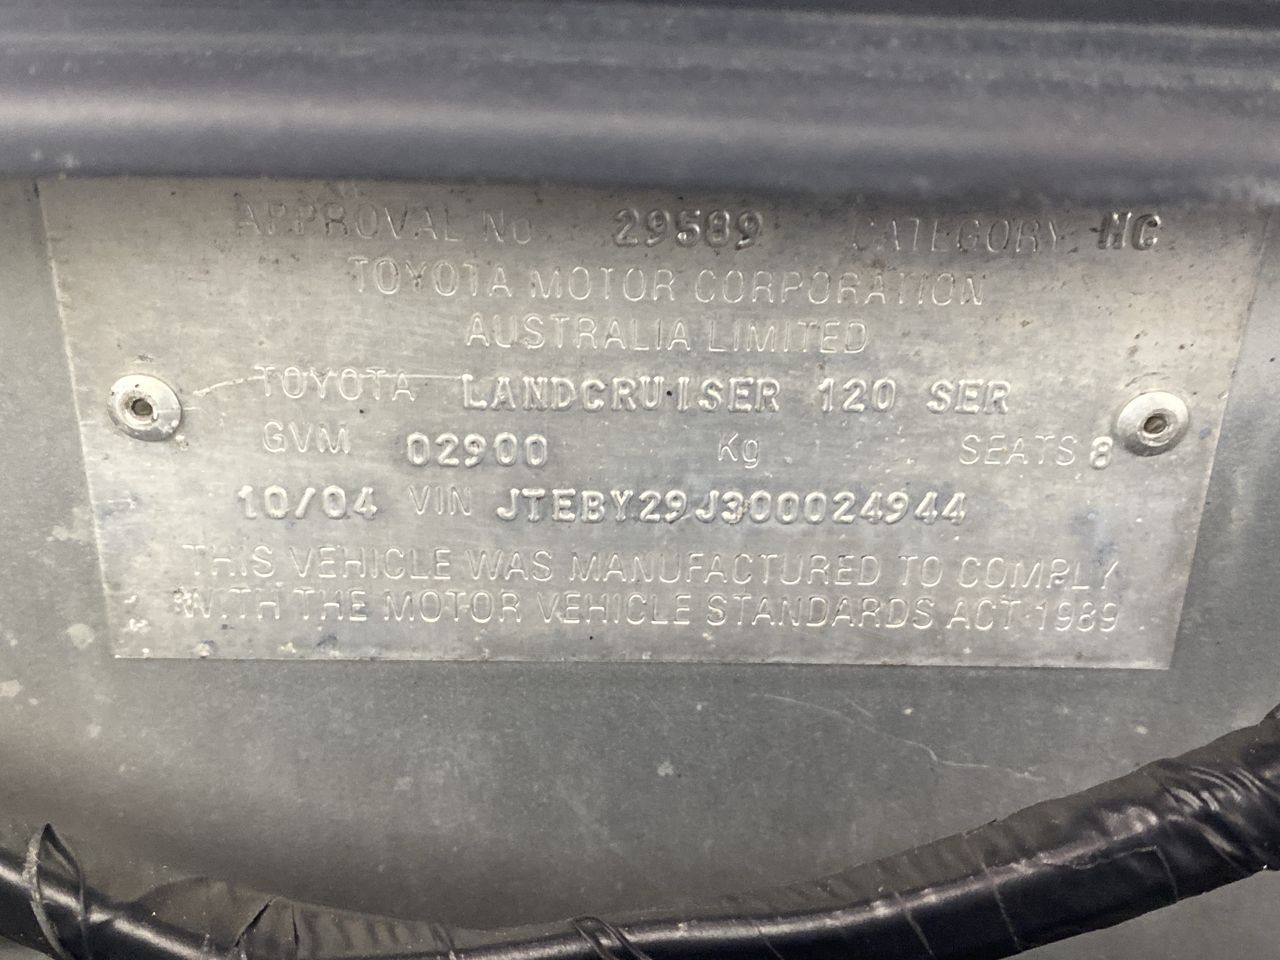 APPROVAL No 29589 CATEGORY MC
TOYOTA MOTOR CORPORATION
AUSTRALIA LIMITED
TOYOTA LANDCRUISER 120 SER
GVM 02900 Kg SEATS 8
10/04 VIN JTEBY29J300024944
THIS VEHICLE WAS MANUFACTURED TO COMPLY
WITH THE MOTOR VEHICLE STANDARDS ACT 1989